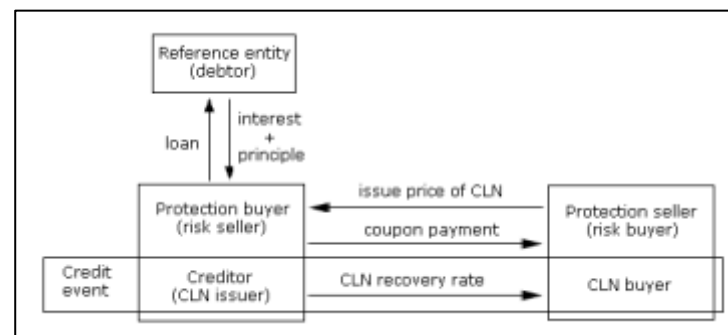 Reference entity
(debtor)
loan
interest
+
principle
issue price of CLN
Protection buyer
(risk seller)
coupon payment
Protection seller
(risk buyer)
Credit
event
Creditor
(CLN issuer)
CLN recovery rate
CLN buyer